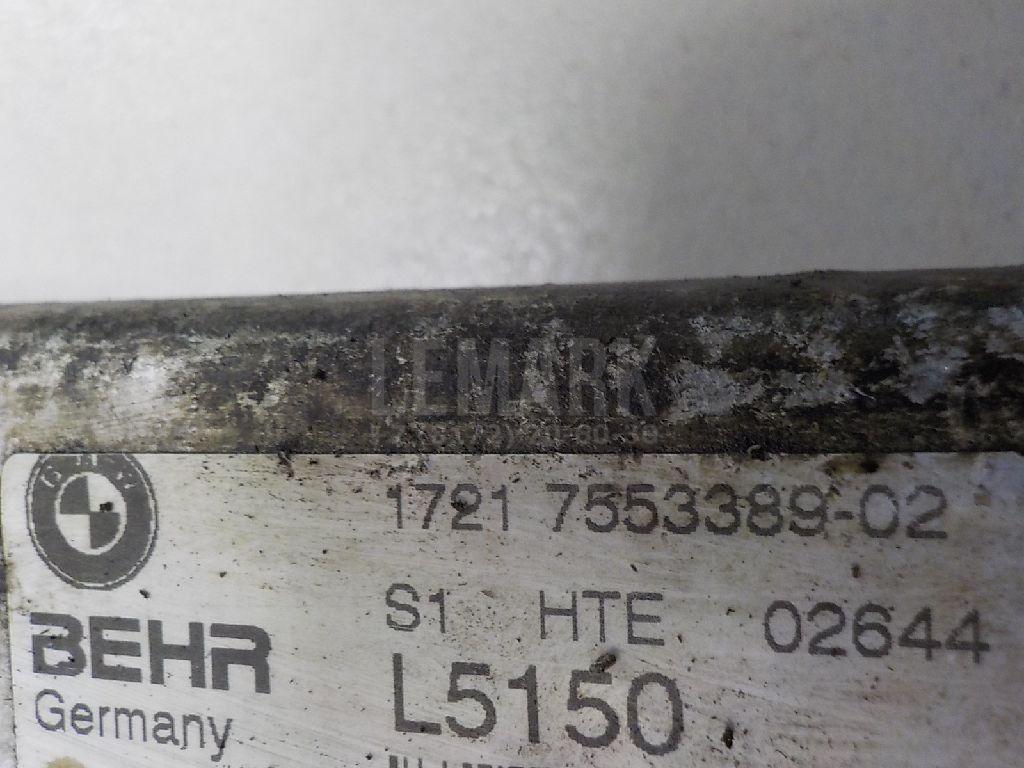 LEMARK
1721 7553389-02
S1 HTE 02644
BEHR
L5150
Germany